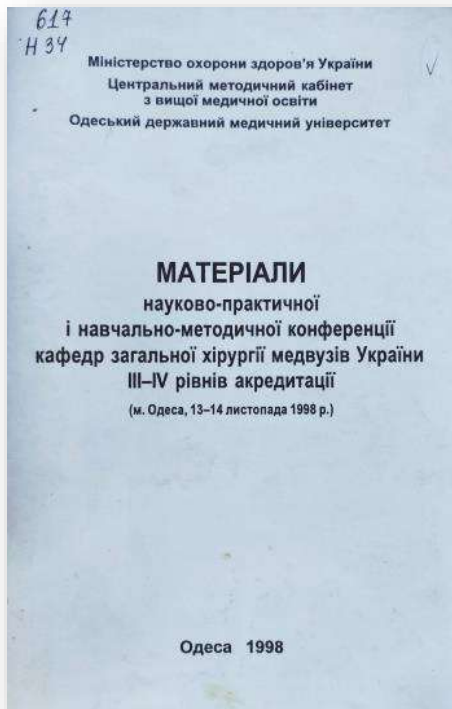 617
Н 34
Міністерство охорони здоров'я України
Центральний методичний кабінет
з вищої медичної освіти
Одеський державний медичний університет
МАТЕРІАЛИ
науково-практичної
і навчально-методичної конференції
кафедр загальної хірургії медвузів України
III–IV рівнів акредитації
(м. Одеса, 13–14 листопада 1998 р.)
Одеса 1998